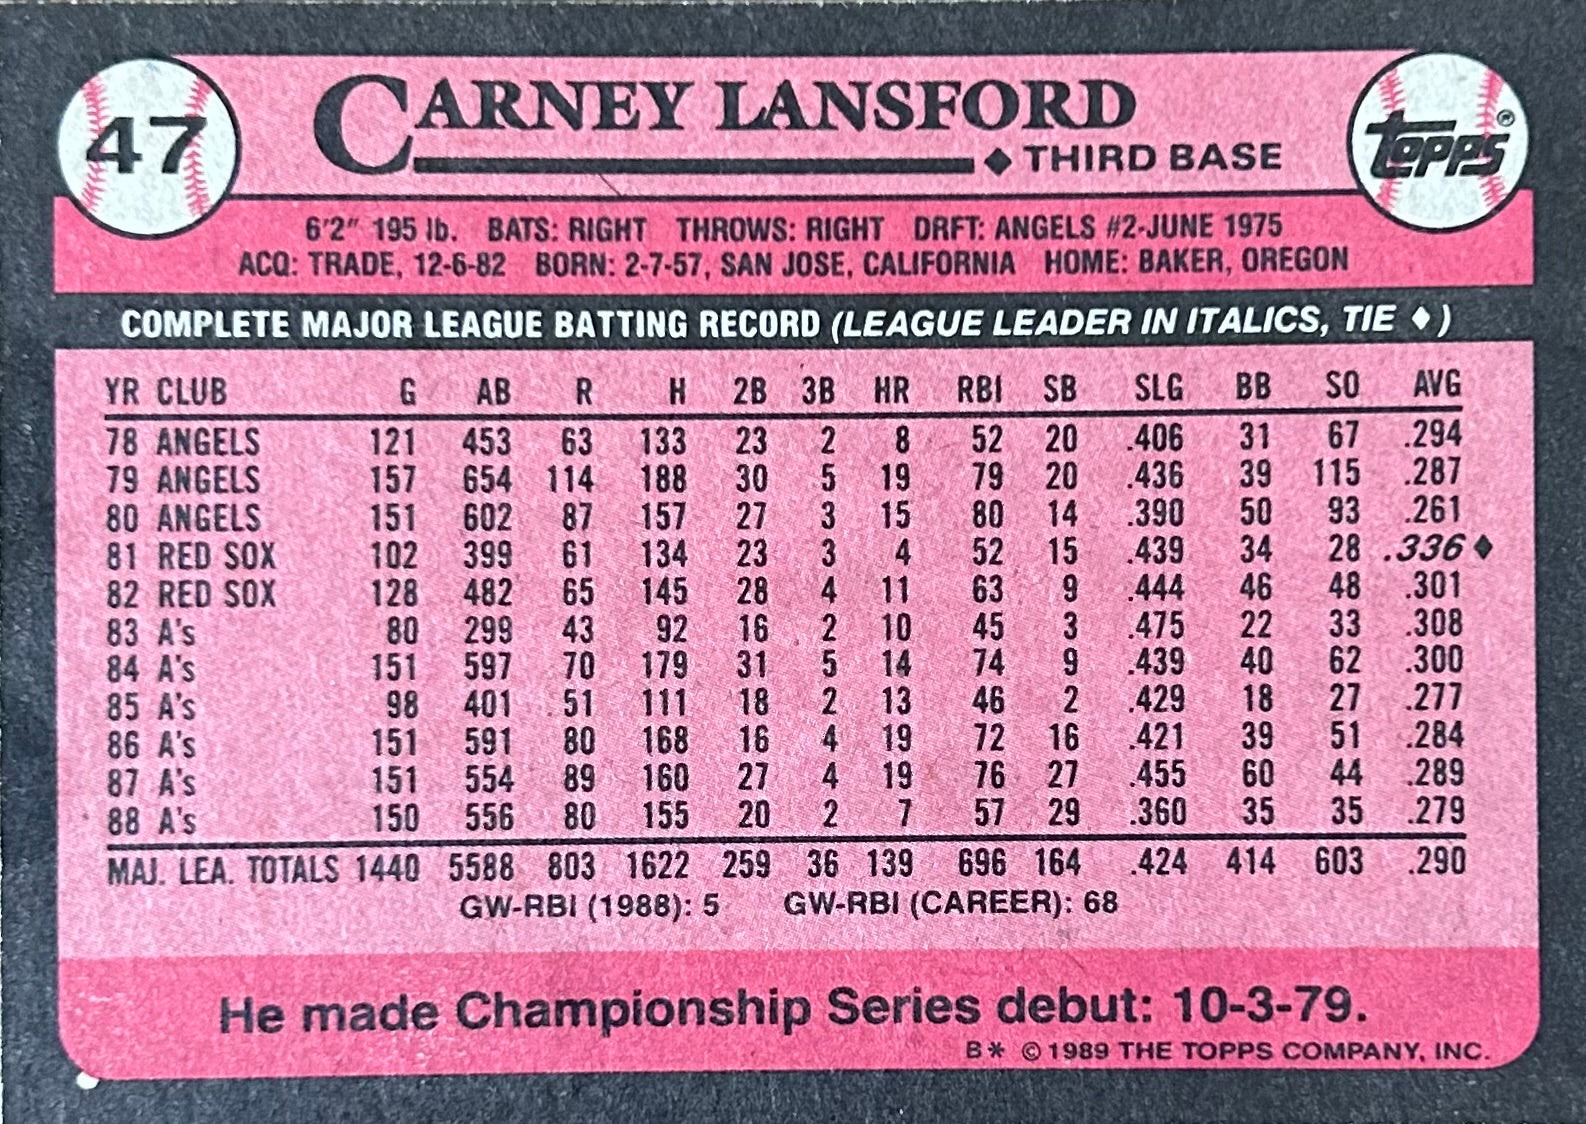 47
CARNEY LANSFORD
◆ THIRD BASE
TOPPS®
6'2" 195 lb. BATS: RIGHT THROWS: RIGHT DRFT: ANGELS #2-JUNE 1975
ACQ: TRADE, 12-6-82 BORN: 2-7-57, SAN JOSE, CALIFORNIA HOME: BAKER, OREGON
COMPLETE MAJOR LEAGUE BATTING RECORD (LEAGUE LEADER IN ITALICS, TIE ♦)
YR CLUB G AB R H 2B 3B HR RBI SB SLG BB SO AVG
78 ANGELS 121 453 63 133 23 2 8 52 20 .406 31 67 .294
79 ANGELS 157 654 114 188 30 5 19 79 20 .436 39 115 .287
80 ANGELS 151 602 87 157 27 3 15 80 14 .390 50 93 .261
81 RED SOX 102 399 61 134 23 3 4 52 15 .439 34 28 .336 ♦
82 RED SOX 128 482 65 145 28 4 11 63 9 .444 46 48 .301
83 A's 80 299 43 92 16 2 10 45 3 .475 22 33 .308
84 A's 151 597 70 179 31 5 14 74 9 .439 40 62 .300
85 A's 98 401 51 111 18 2 13 46 2 .429 18 27 .277
86 A's 151 591 80 168 16 4 19 72 16 .421 39 51 .284
87 A's 151 554 89 160 27 4 19 76 27 .455 60 44 .289
88 A's 150 556 80 155 20 2 7 57 29 .360 35 35 .279
MAJ. LEA. TOTALS 1440 5588 803 1622 259 36 139 696 164 .424 414 603 .290
GW-RBI (1988): 5 GW-RBI (CAREER): 68
He made Championship Series debut: 10-3-79.
B* © 1989 THE TOPPS COMPANY, INC.